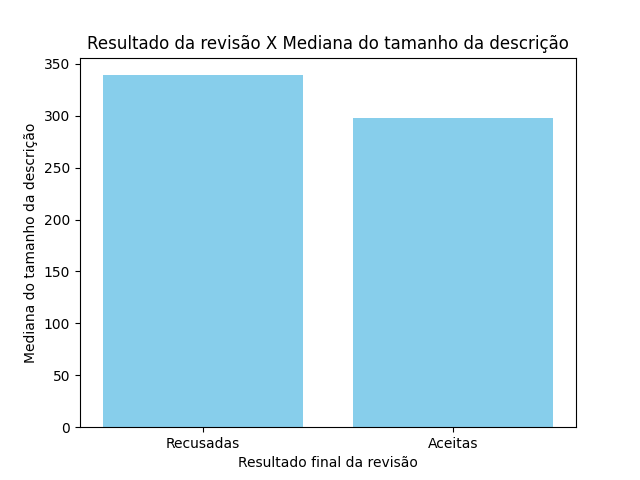 Resultado da revisão X Mediana do tamanho da descrição
Mediana do tamanho da descrição
350
300
250
200
150
100
50
0
Recusadas
Aceitas
Resultado final da revisão